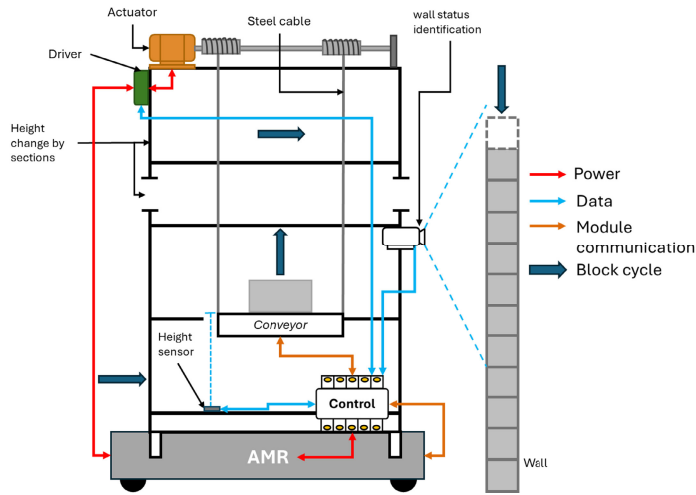 Actuator
Steel cable
wall status
identification
Driver
Height
change by
sections
Power
Data
Module
communication
Block cycle
Conveyor
Height
sensor
Control
AMR
Wall